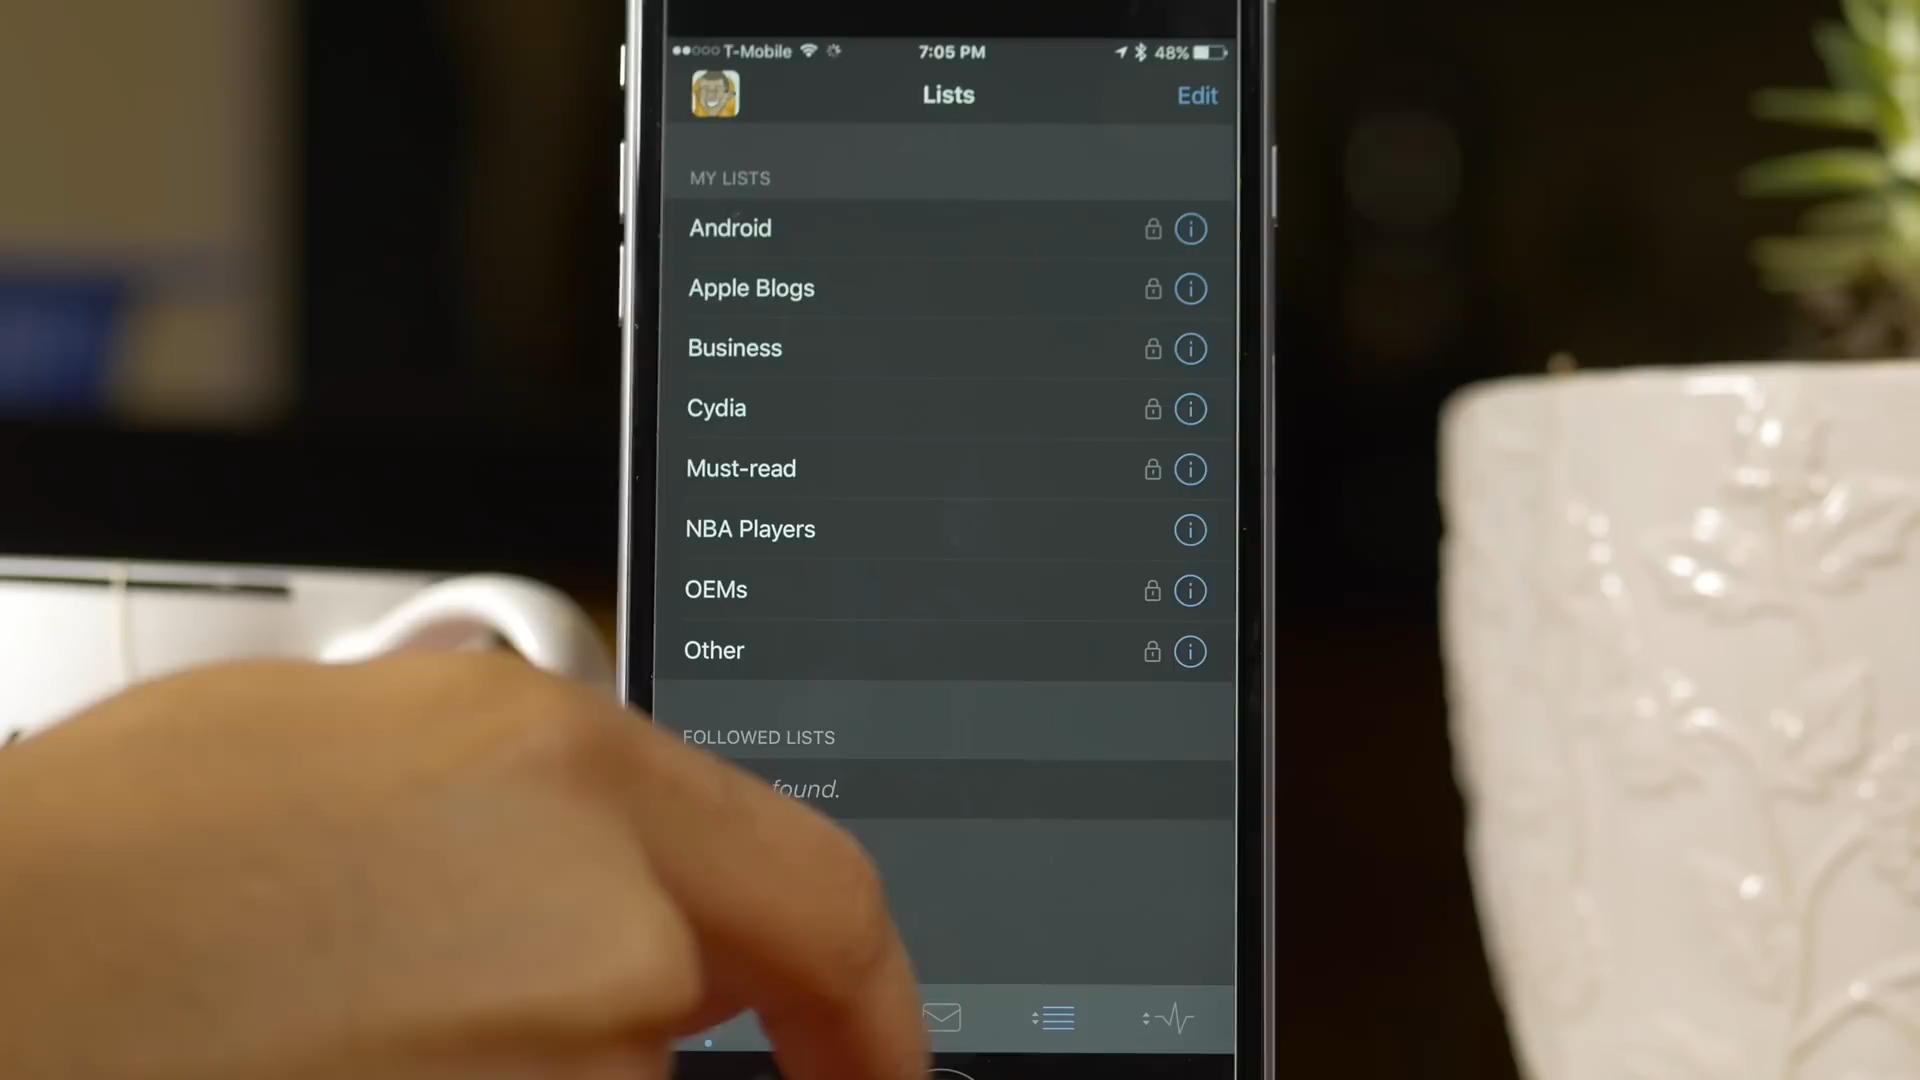 T-Mobile 7:05 PM 48%
Lists Edit
MY LISTS
Android
Apple Blogs
Business
Cydia
Must-read
NBA Players
OEMs
Other
FOLLOWED LISTS
found.